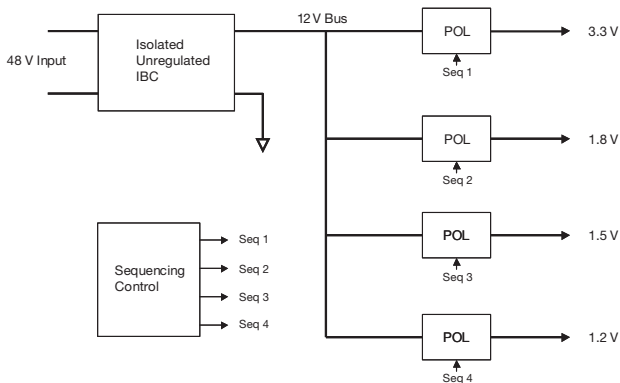 12 V Bus
48 V Input
Isolated
Unregulated
IBC
POL
3.3 V
Seq 1
POL
1.8 V
Seq 2
POL
1.5 V
Seq 3
POL
1.2 V
Seq 4
Sequencing
Control
Seq 1
Seq 2
Seq 3
Seq 4